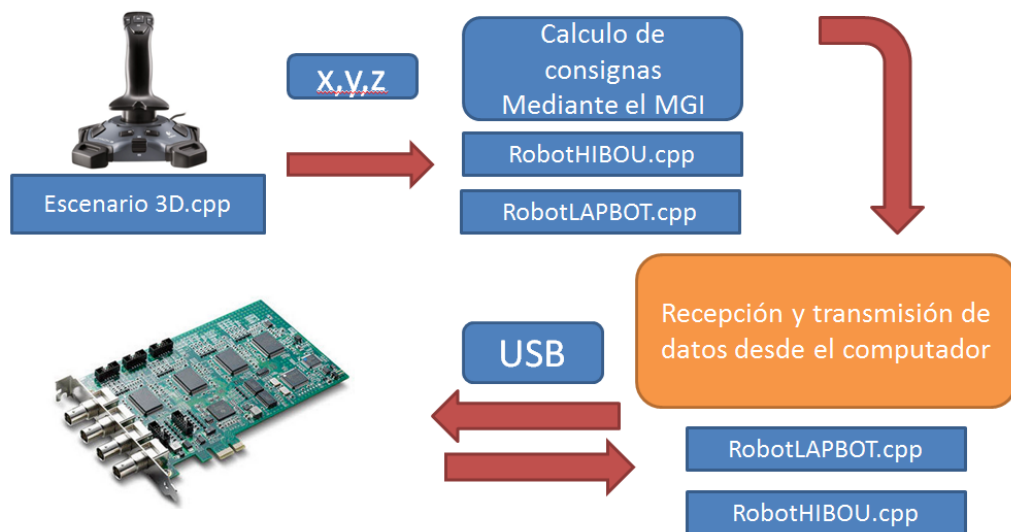 x,y,z
Calculo de
consignas
Mediante el MGI
RobotHIBOU.cpp
Escenario 3D.cpp
RobotLAPBOT.cpp
Recepción y transmisión de
datos desde el computador
USB
RobotLAPBOT.cpp
RobotHIBOU.cpp